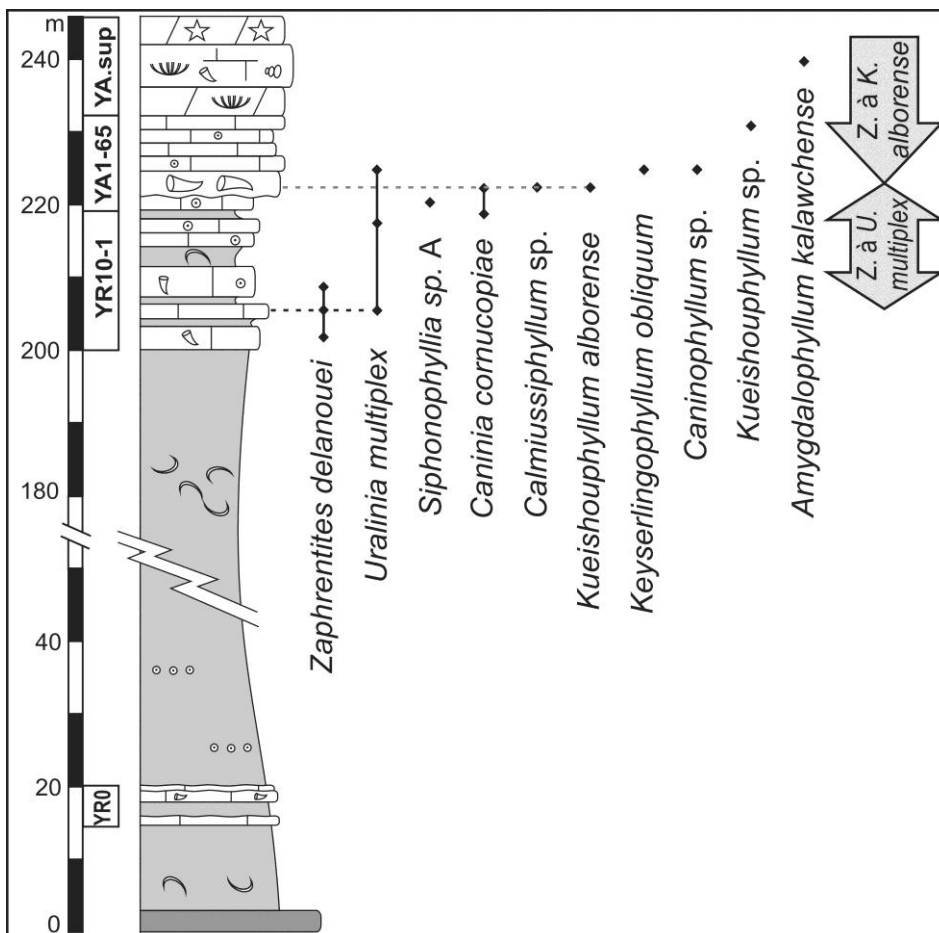 m
240
220
200
180
40
20
0
YA.sup
YA1-65
YR10-1
YR0
Zaphrentites delanouei
Uralinia multiplex
Siphonophyllia sp. A
Caninia cornucopiae
Calmiussiphyllum sp.
Kueishouphyllum alborense
Keyserlingophyllum obliquum
Caninophyllum sp.
Kueishouphyllum sp.
Amygdalophyllum kalawchense
Z. à K.
alborense
Z. à U.
multiplex